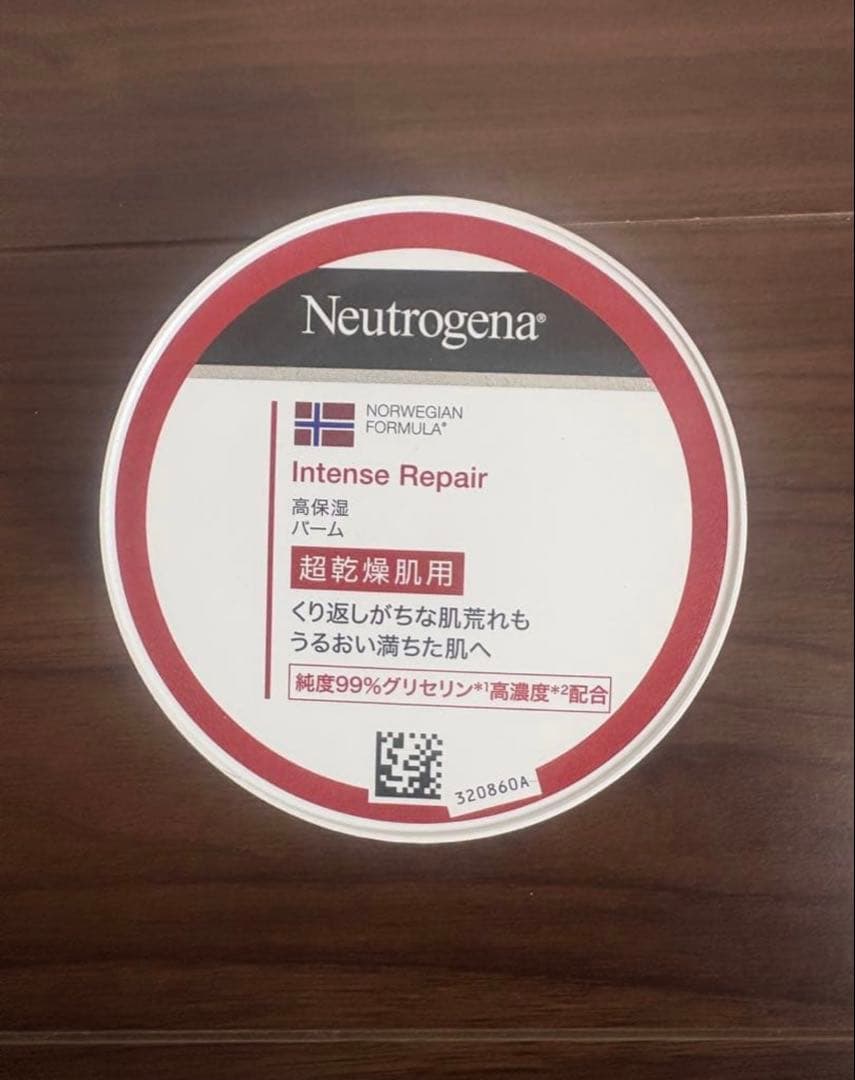 Neutrogena®
NORWEGIAN
FORMULA®
Intense Repair
高保湿
バーム
超乾燥肌用
くり返しがちな肌荒れも
うるおい満ちた肌へ
純度99%グリセリン*1高濃度*2配合
320860A